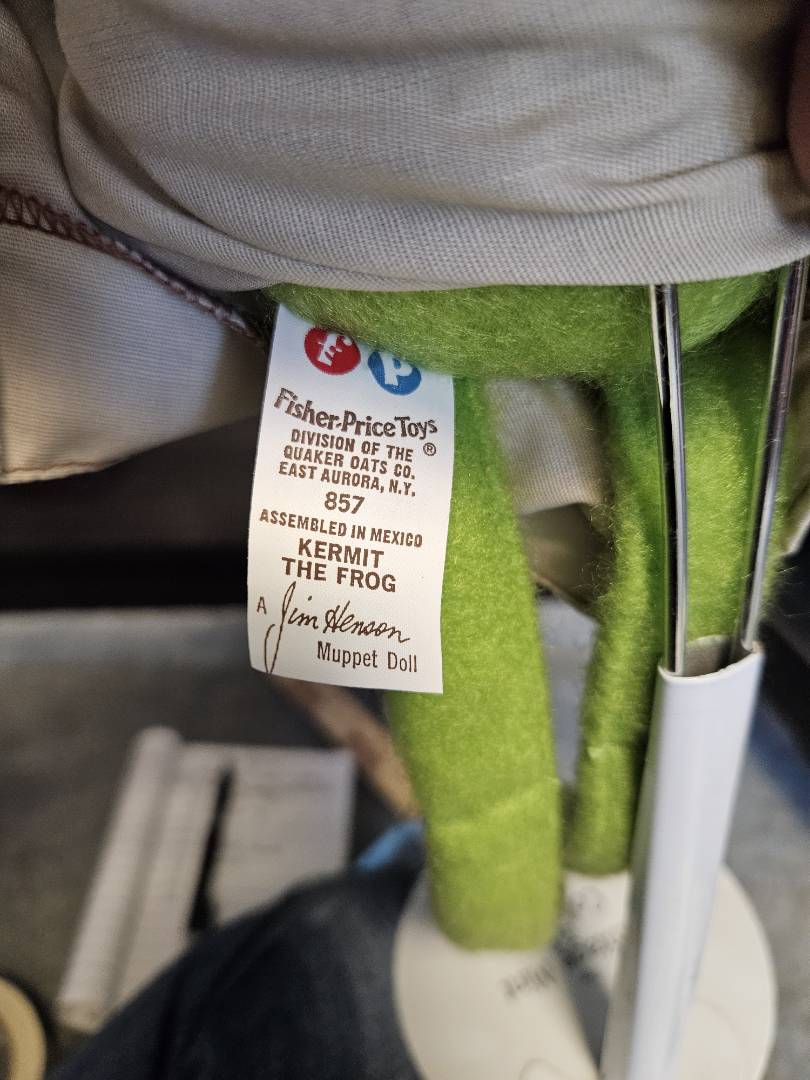 f p
Fisher-Price Toys ®
DIVISION OF THE
QUAKER OATS CO.
EAST AURORA, N.Y.
857
ASSEMBLED IN MEXICO
KERMIT
THE FROG
A Jim Henson
Muppet Doll